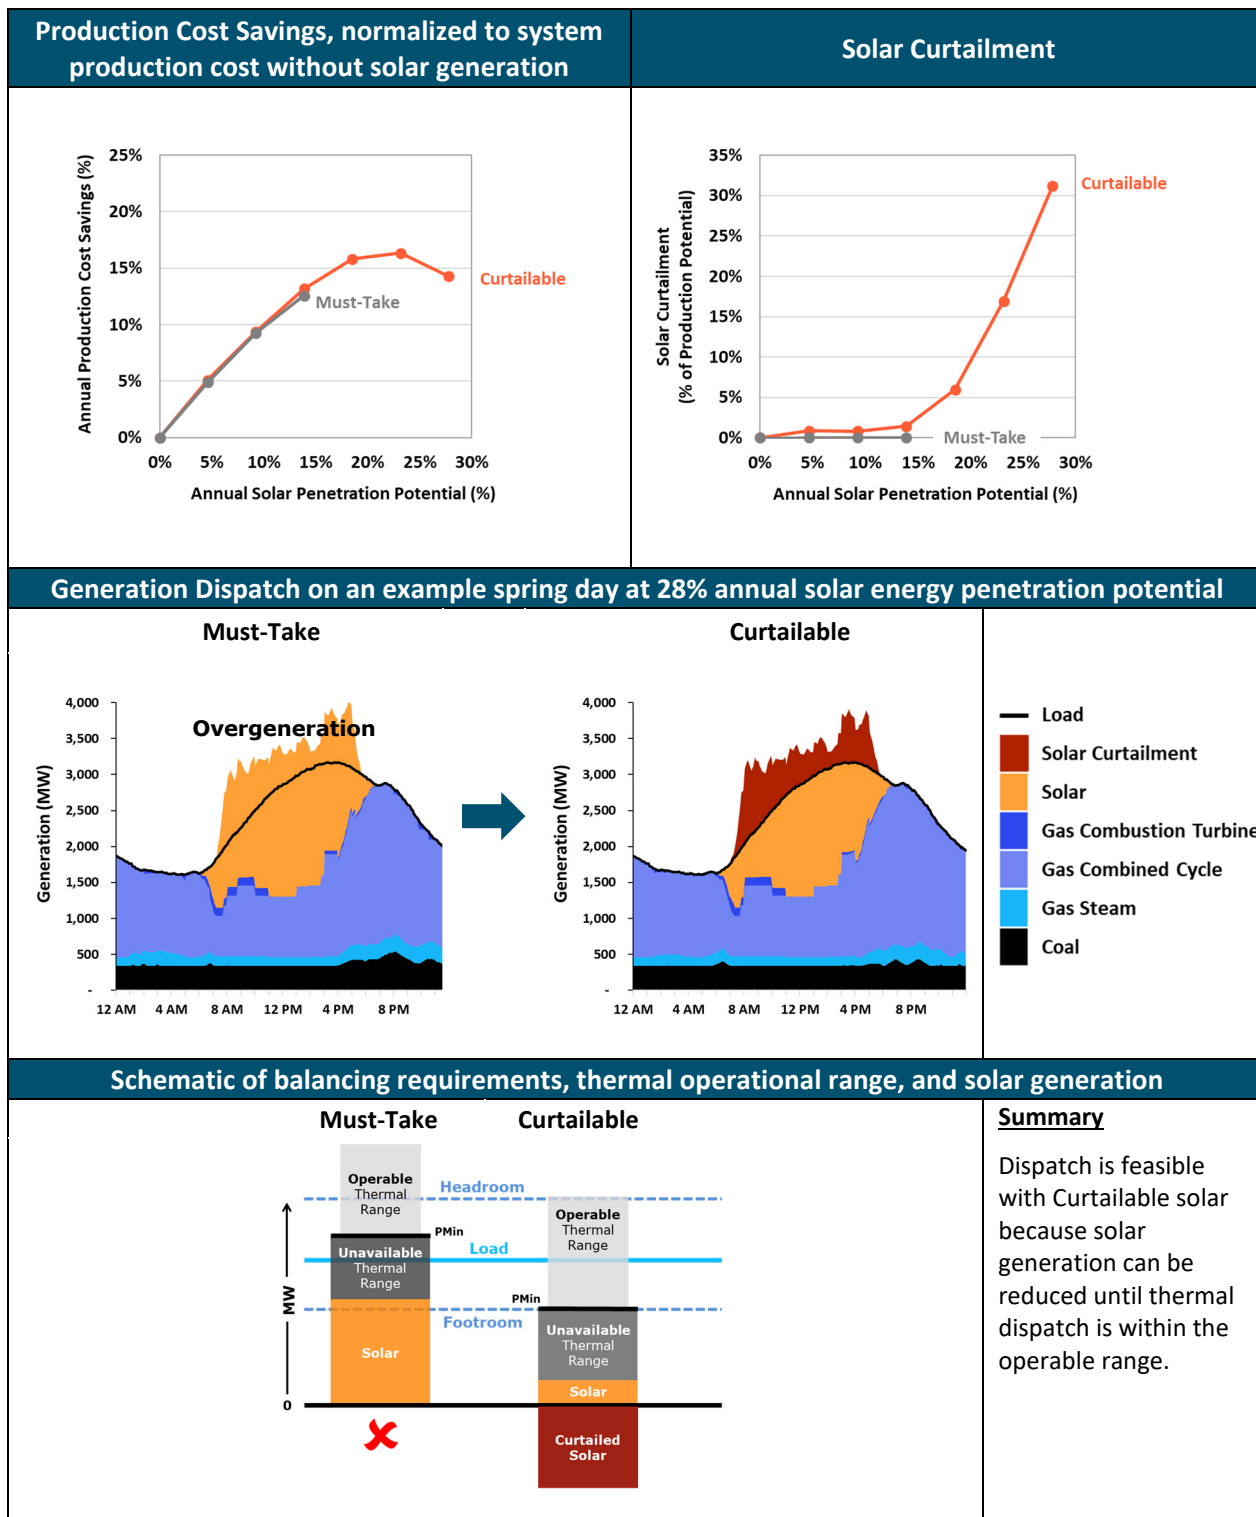 Production Cost Savings, normalized to system
production cost without solar generation
Solar Curtailment
Annual Production Cost Savings (%)
25%
20%
15%
10%
5%
0%
0% 5% 10% 15% 20% 25% 30%
Annual Solar Penetration Potential (%)
Curtailable
Must-Take
Solar Curtailment
(% of Production Potential)
35%
30%
25%
20%
15%
10%
5%
0%
0% 5% 10% 15% 20% 25% 30%
Annual Solar Penetration Potential (%)
Curtailable
Must-Take
Generation Dispatch on an example spring day at 28% annual solar energy penetration potential
Must-Take
Generation (MW)
4,000
3,500
3,000
2,500
2,000
1,500
1,000
500
-
12 AM 4 AM 8 AM 12 PM 4 PM 8 PM
Overgeneration
Curtailable
Generation (MW)
4,000
3,500
3,000
2,500
2,000
1,500
1,000
500
-
12 AM 4 AM 8 AM 12 PM 4 PM 8 PM
Load
Solar Curtailment
Solar
Gas Combustion Turbine
Gas Combined Cycle
Gas Steam
Coal
Schematic of balancing requirements, thermal operational range, and solar generation
Must-Take
Curtailable
MW
0
Operable
Thermal
Range
PMin
Unavailable
Thermal
Range
Solar
Headroom
Load
Footroom
Operable
Thermal
Range
PMin
Unavailable
Thermal
Range
Solar
Curtailed
Solar
Summary
Dispatch is feasible
with Curtailable solar
because solar
generation can be
reduced until thermal
dispatch is within the
operable range.